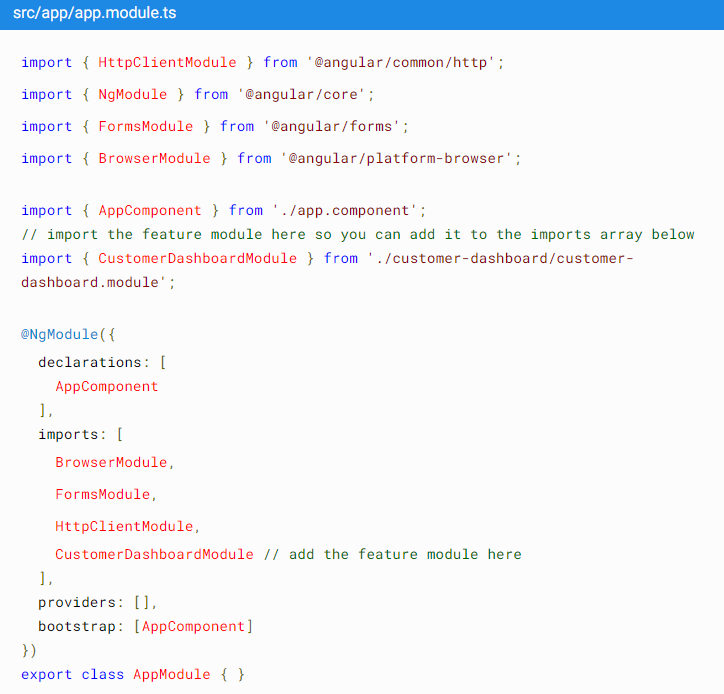 src/app/app.module.ts
import { HttpClientModule } from '@angular/common/http';
import { NgModule } from '@angular/core';
import { FormsModule } from '@angular/forms';
import { BrowserModule } from '@angular/platform-browser';
import { AppComponent } from './app.component';
// import the feature module here so you can add it to the imports array below
import { CustomerDashboardModule } from './customer-dashboard/customer-
dashboard.module';
@NgModule({
  declarations: [
    AppComponent
  ],
  imports: [
    BrowserModule,
    FormsModule,
    HttpClientModule,
    CustomerDashboardModule // add the feature module here
  ],
  providers: [],
  bootstrap: [AppComponent]
})
export class AppModule { }